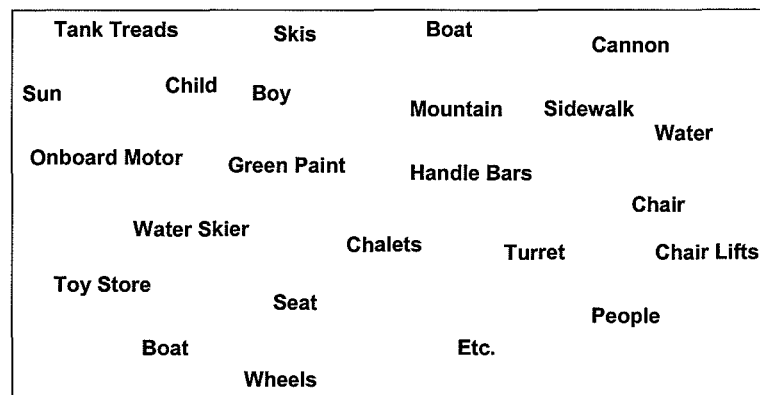 Tank Treads Skis Boat Cannon
Sun Child Boy Mountain Sidewalk
Water
Onboard Motor Green Paint Handle Bars
Chair
Water Skier Chalets Turret Chair Lifts
Toy Store Seat People
Boat Etc.
Wheels